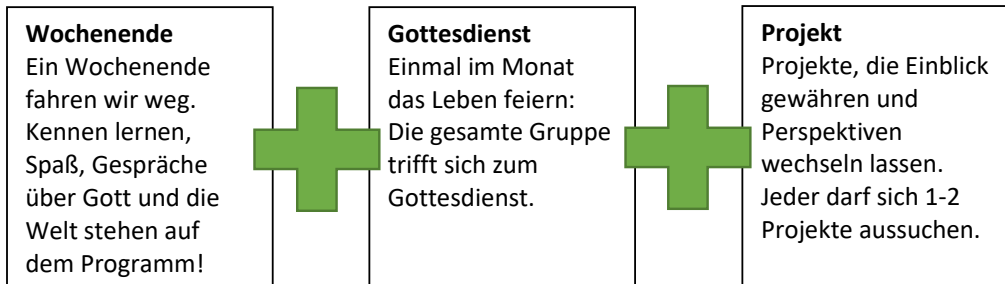 Wochenende
Ein Wochenende
fahren wir weg.
Kennen lernen,
Spaß, Gespräche
über Gott und die
Welt stehen auf
dem Programm!
Gottesdienst
Einmal im Monat
das Leben feiern:
Die gesamte Gruppe
trifft sich zum
Gottesdienst.
Projekt
Projekte, die Einblick
gewähren und
Perspektiven
wechseln lassen.
Jeder darf sich 1-2
Projekte aussuchen.